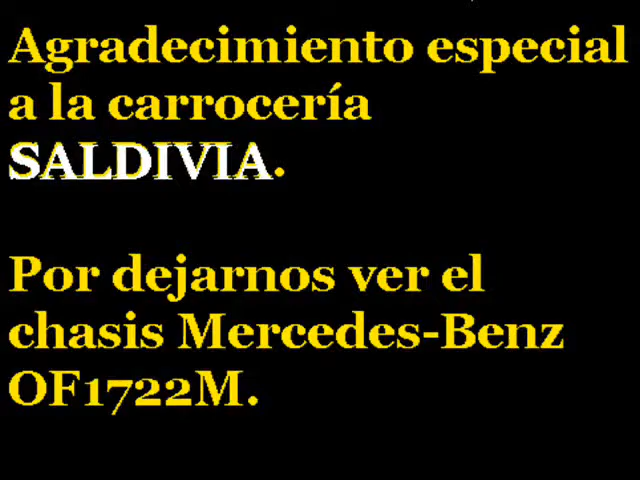 Agradecimiento especial
a la carrocería
SALDIVIA.
Por dejarnos ver el
chasis Mercedes-Benz
OF1722M.